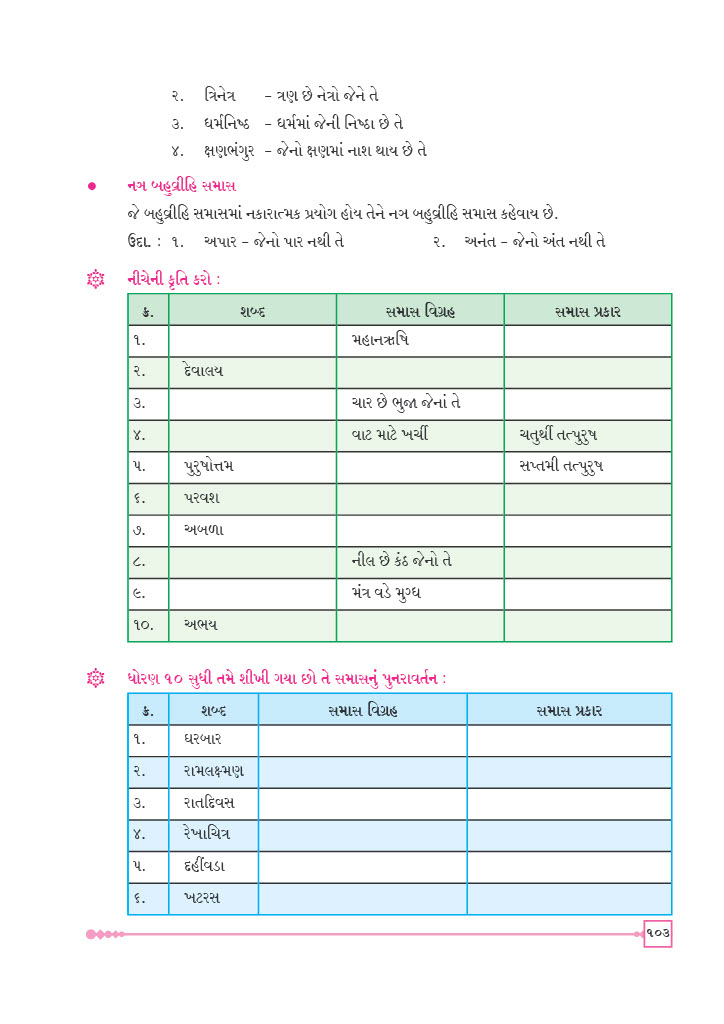 ૨. ત્રિનેત્ર – ત્રણ છે નેત્રો જેને તે
૩. ધર્મનિષ્ઠ – ધર્મમાં જેની નિષ્ઠા છે તે
૪. ક્ષણભંગુર – જેનો ક્ષણમાં નાશ થાય છે તે
● નઞ બહુવ્રીહિ સમાસ
જે બહુવ્રીહિ સમાસમાં નકારાત્મક પ્રયોગ હોય તેને નઞ બહુવ્રીહિ સમાસ કહેવાય છે.
ઉદા. : ૧. અપાર – જેનો પાર નથી તે ૨. અનંત – જેનો અંત નથી તે
નીચેની કૃતિ કરો :
ક્ર. શબ્દ સમાસ વિગ્રહ સમાસ પ્રકાર
૧. મહાનઋષિ
૨. દેવાલય
૩. ચાર છે ભુજા જેનાં તે
૪. વાટ માટે ખર્ચી ચતુર્થી તત્પુરુષ
૫. પુરુષોત્તમ સપ્તમી તત્પુરુષ
૬. પરવશ
૭. અબળા
૮. નીલ છે કંઠ જેનો તે
૯. મંત્ર વડે મુગ્ધ
૧૦. અભય
ધોરણ ૧૦ સુધી તમે શીખી ગયા છો તે સમાસનું પુનરાવર્તન :
ક્ર. શબ્દ સમાસ વિગ્રહ સમાસ પ્રકાર
૧. ઘરબાર
૨. રામલક્ષ્મણ
૩. રાતદિવસ
૪. રેખાચિત્ર
૫. દહીંવડા
૬. ખટરસ
૧૦૩